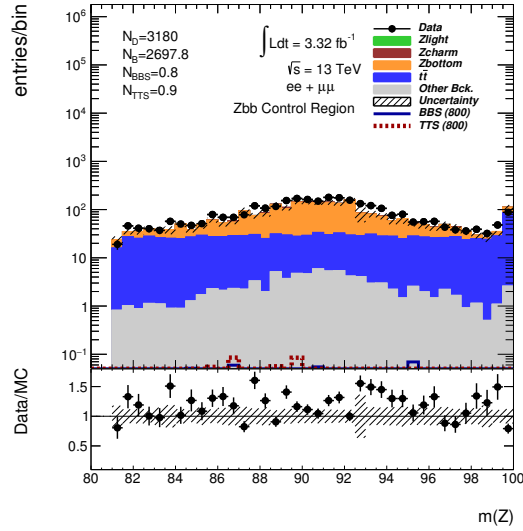 entries/bin
10⁶
10⁵
10⁴
10³
10²
10
1
10⁻¹
N_D=3180
N_B=2697.8
N_BBS=0.8
N_TTS=0.9
∫ Ldt = 3.32 fb⁻¹
√s = 13 TeV
ee + μμ
Zbb Control Region
Data
Zlight
Zcharm
Zbottom
tt̄
Other Bck.
Uncertainty
BBS (800)
TTS (800)
Data/MC
1.5
1
0.5
80 82 84 86 88 90 92 94 96 98 100
m(Z)